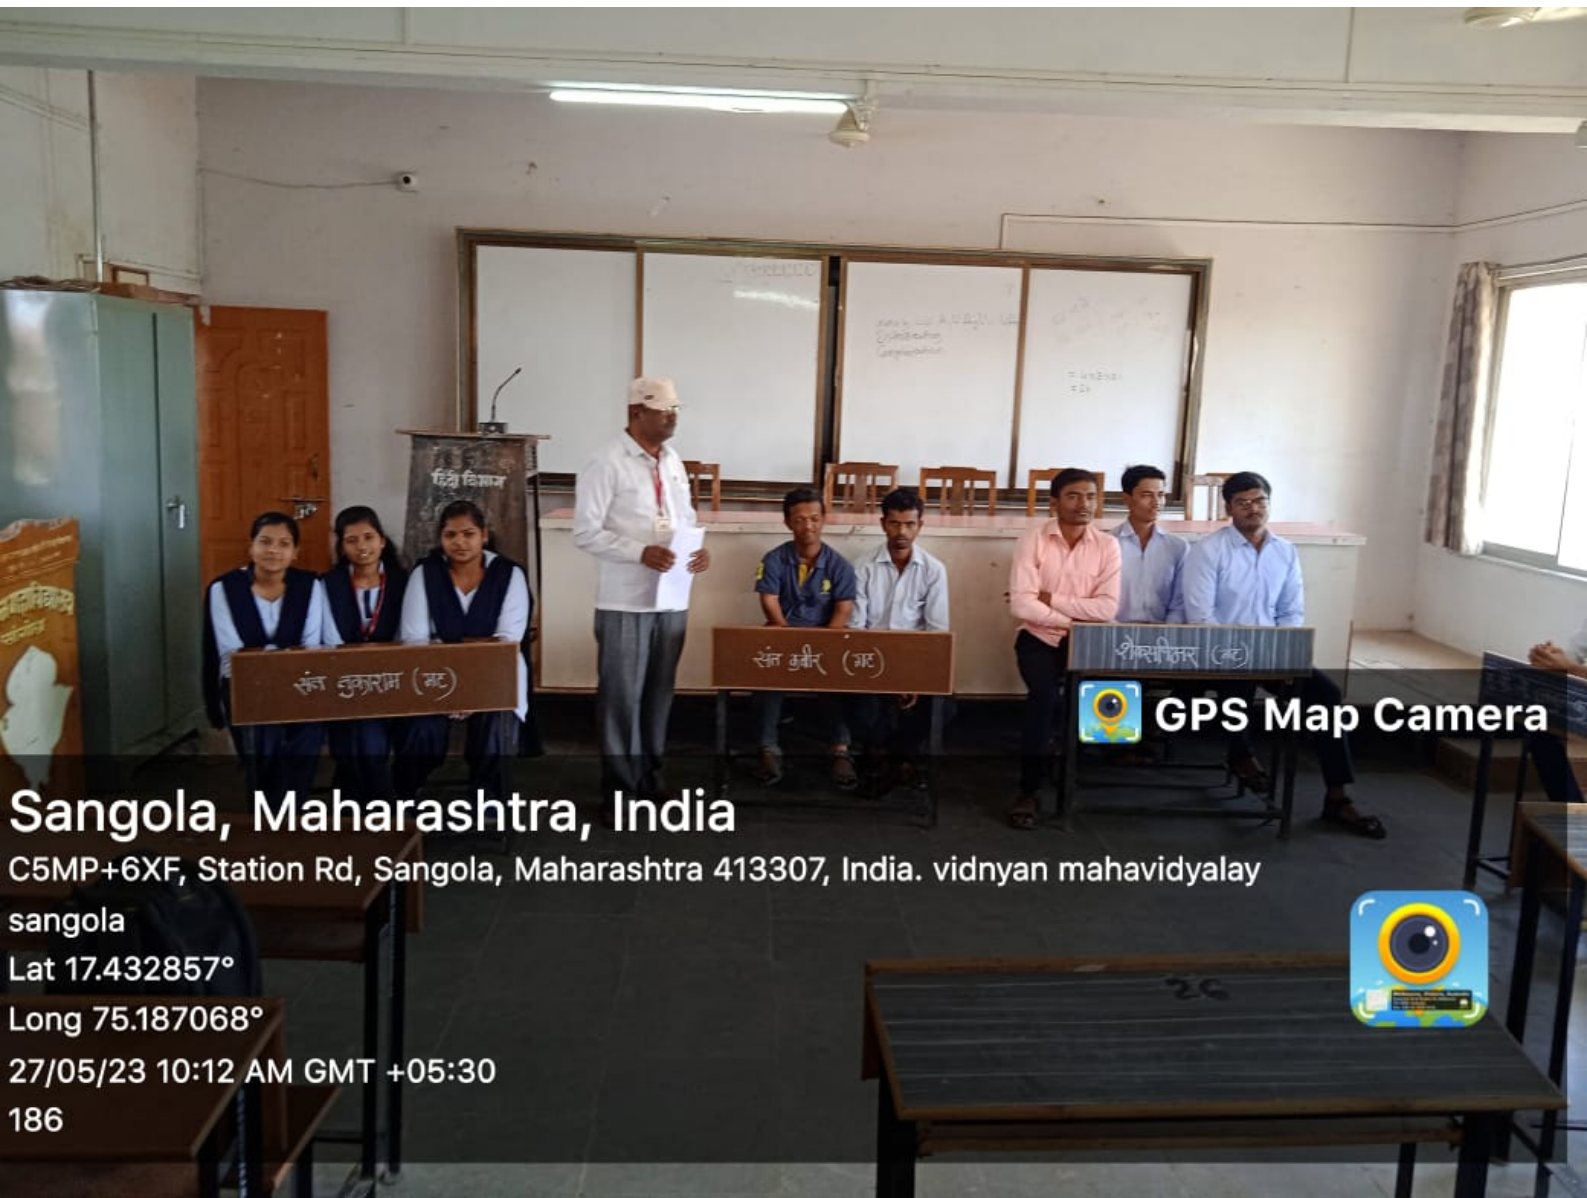 हिंदी विभाग
संत तुकाराम (गट)
संत कबीर (गट)
शेक्सपिअर (गट)
GPS Map Camera
Sangola, Maharashtra, India
C5MP+6XF, Station Rd, Sangola, Maharashtra 413307, India. vidnyan mahavidyalay
sangola
Lat 17.432857°
Long 75.187068°
27/05/23 10:12 AM GMT +05:30
186
26